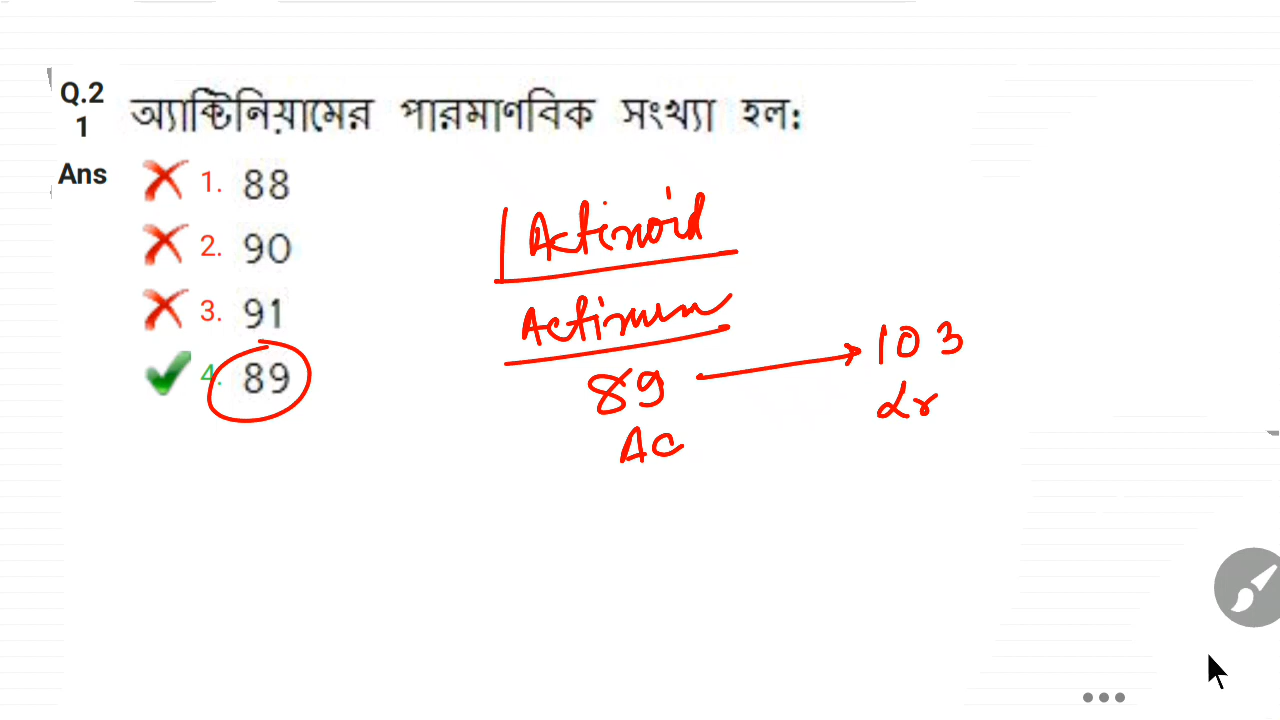 Q.2
1
অ্যাক্টিনিয়ামের পারমাণবিক সংখ্যা হল:
Ans
1. 88
2. 90
3. 91
4. 89
Actinoid
Actinium
89 → 103
Ac
Lr